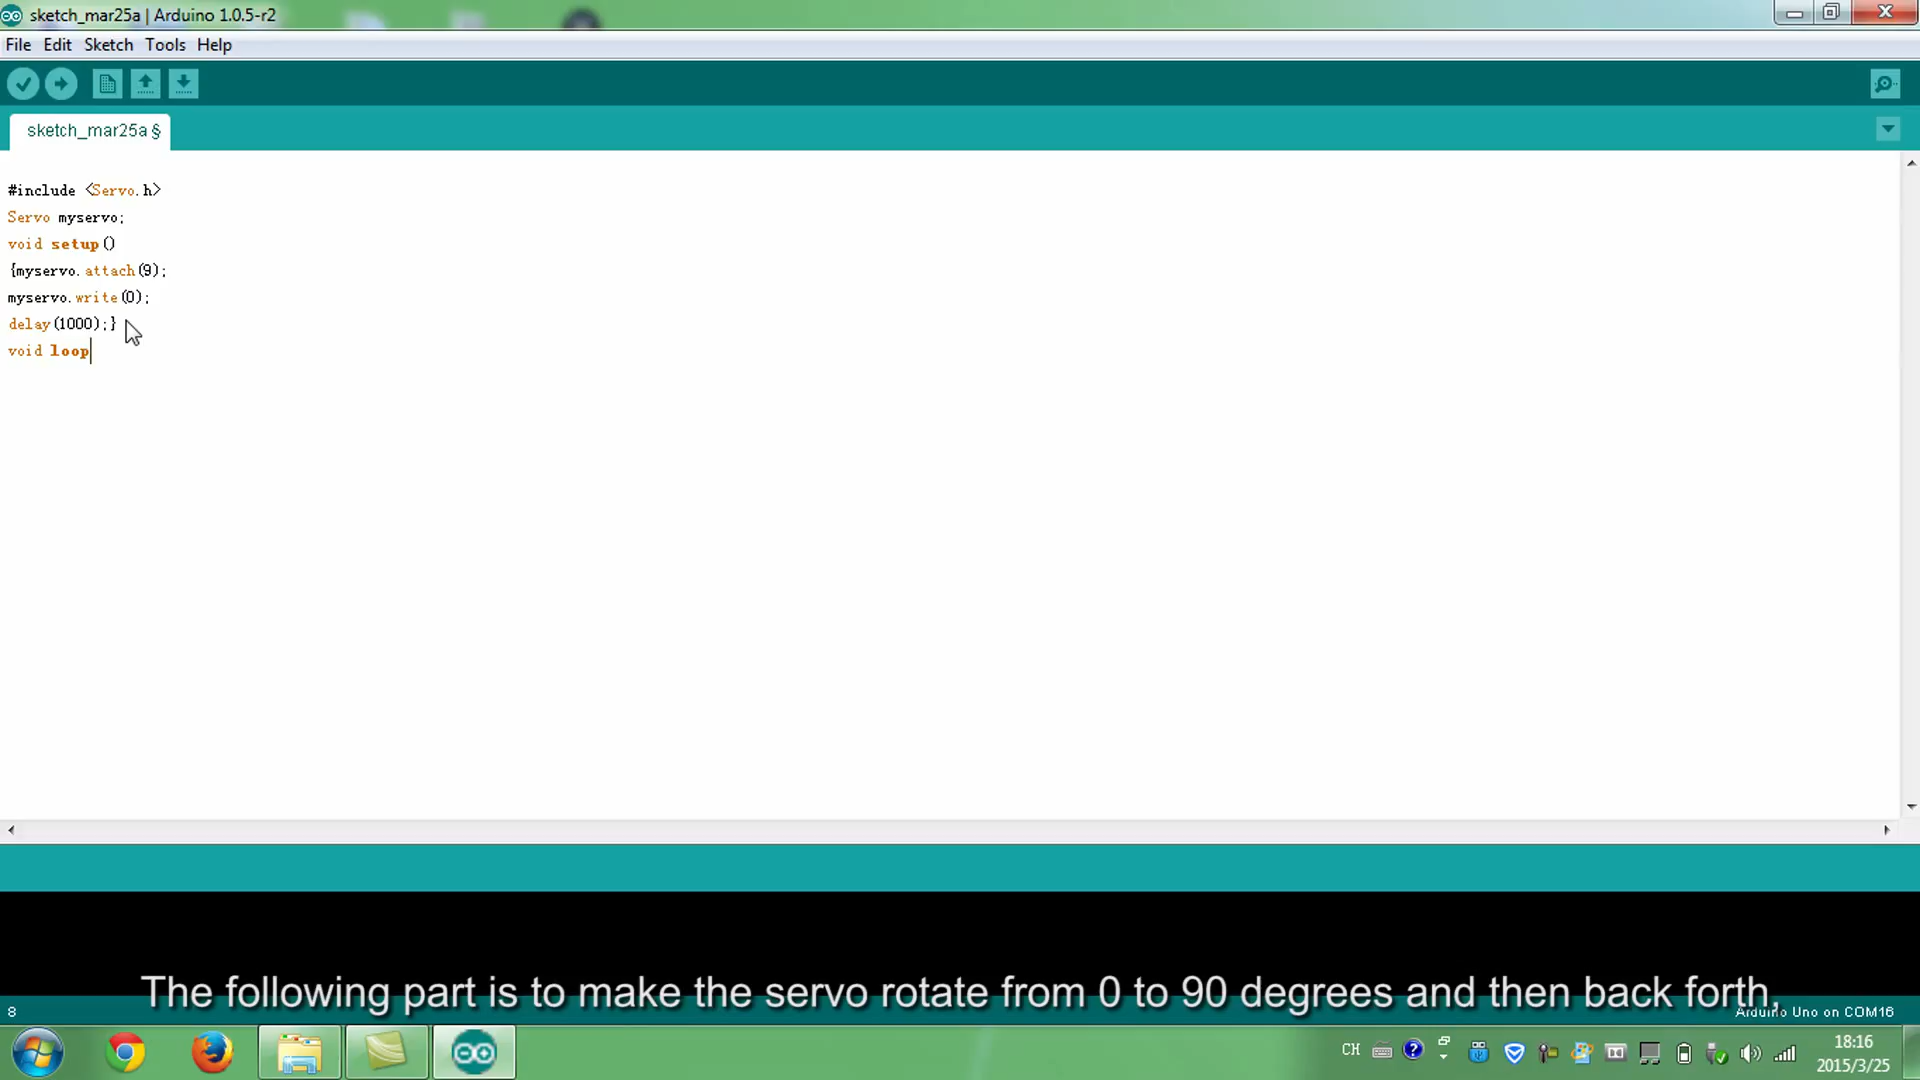 sketch_mar25a | Arduino 1.0.5-r2
File Edit Sketch Tools Help
sketch_mar25a §
#include <Servo.h>
Servo myservo;
void setup()
{myservo.attach(9);
myservo.write(0);
delay(1000);}
void loop
The following part is to make the servo rotate from 0 to 90 degrees and then back forth,
8
Arduino Uno on COM16
CH
18:16
2015/3/25